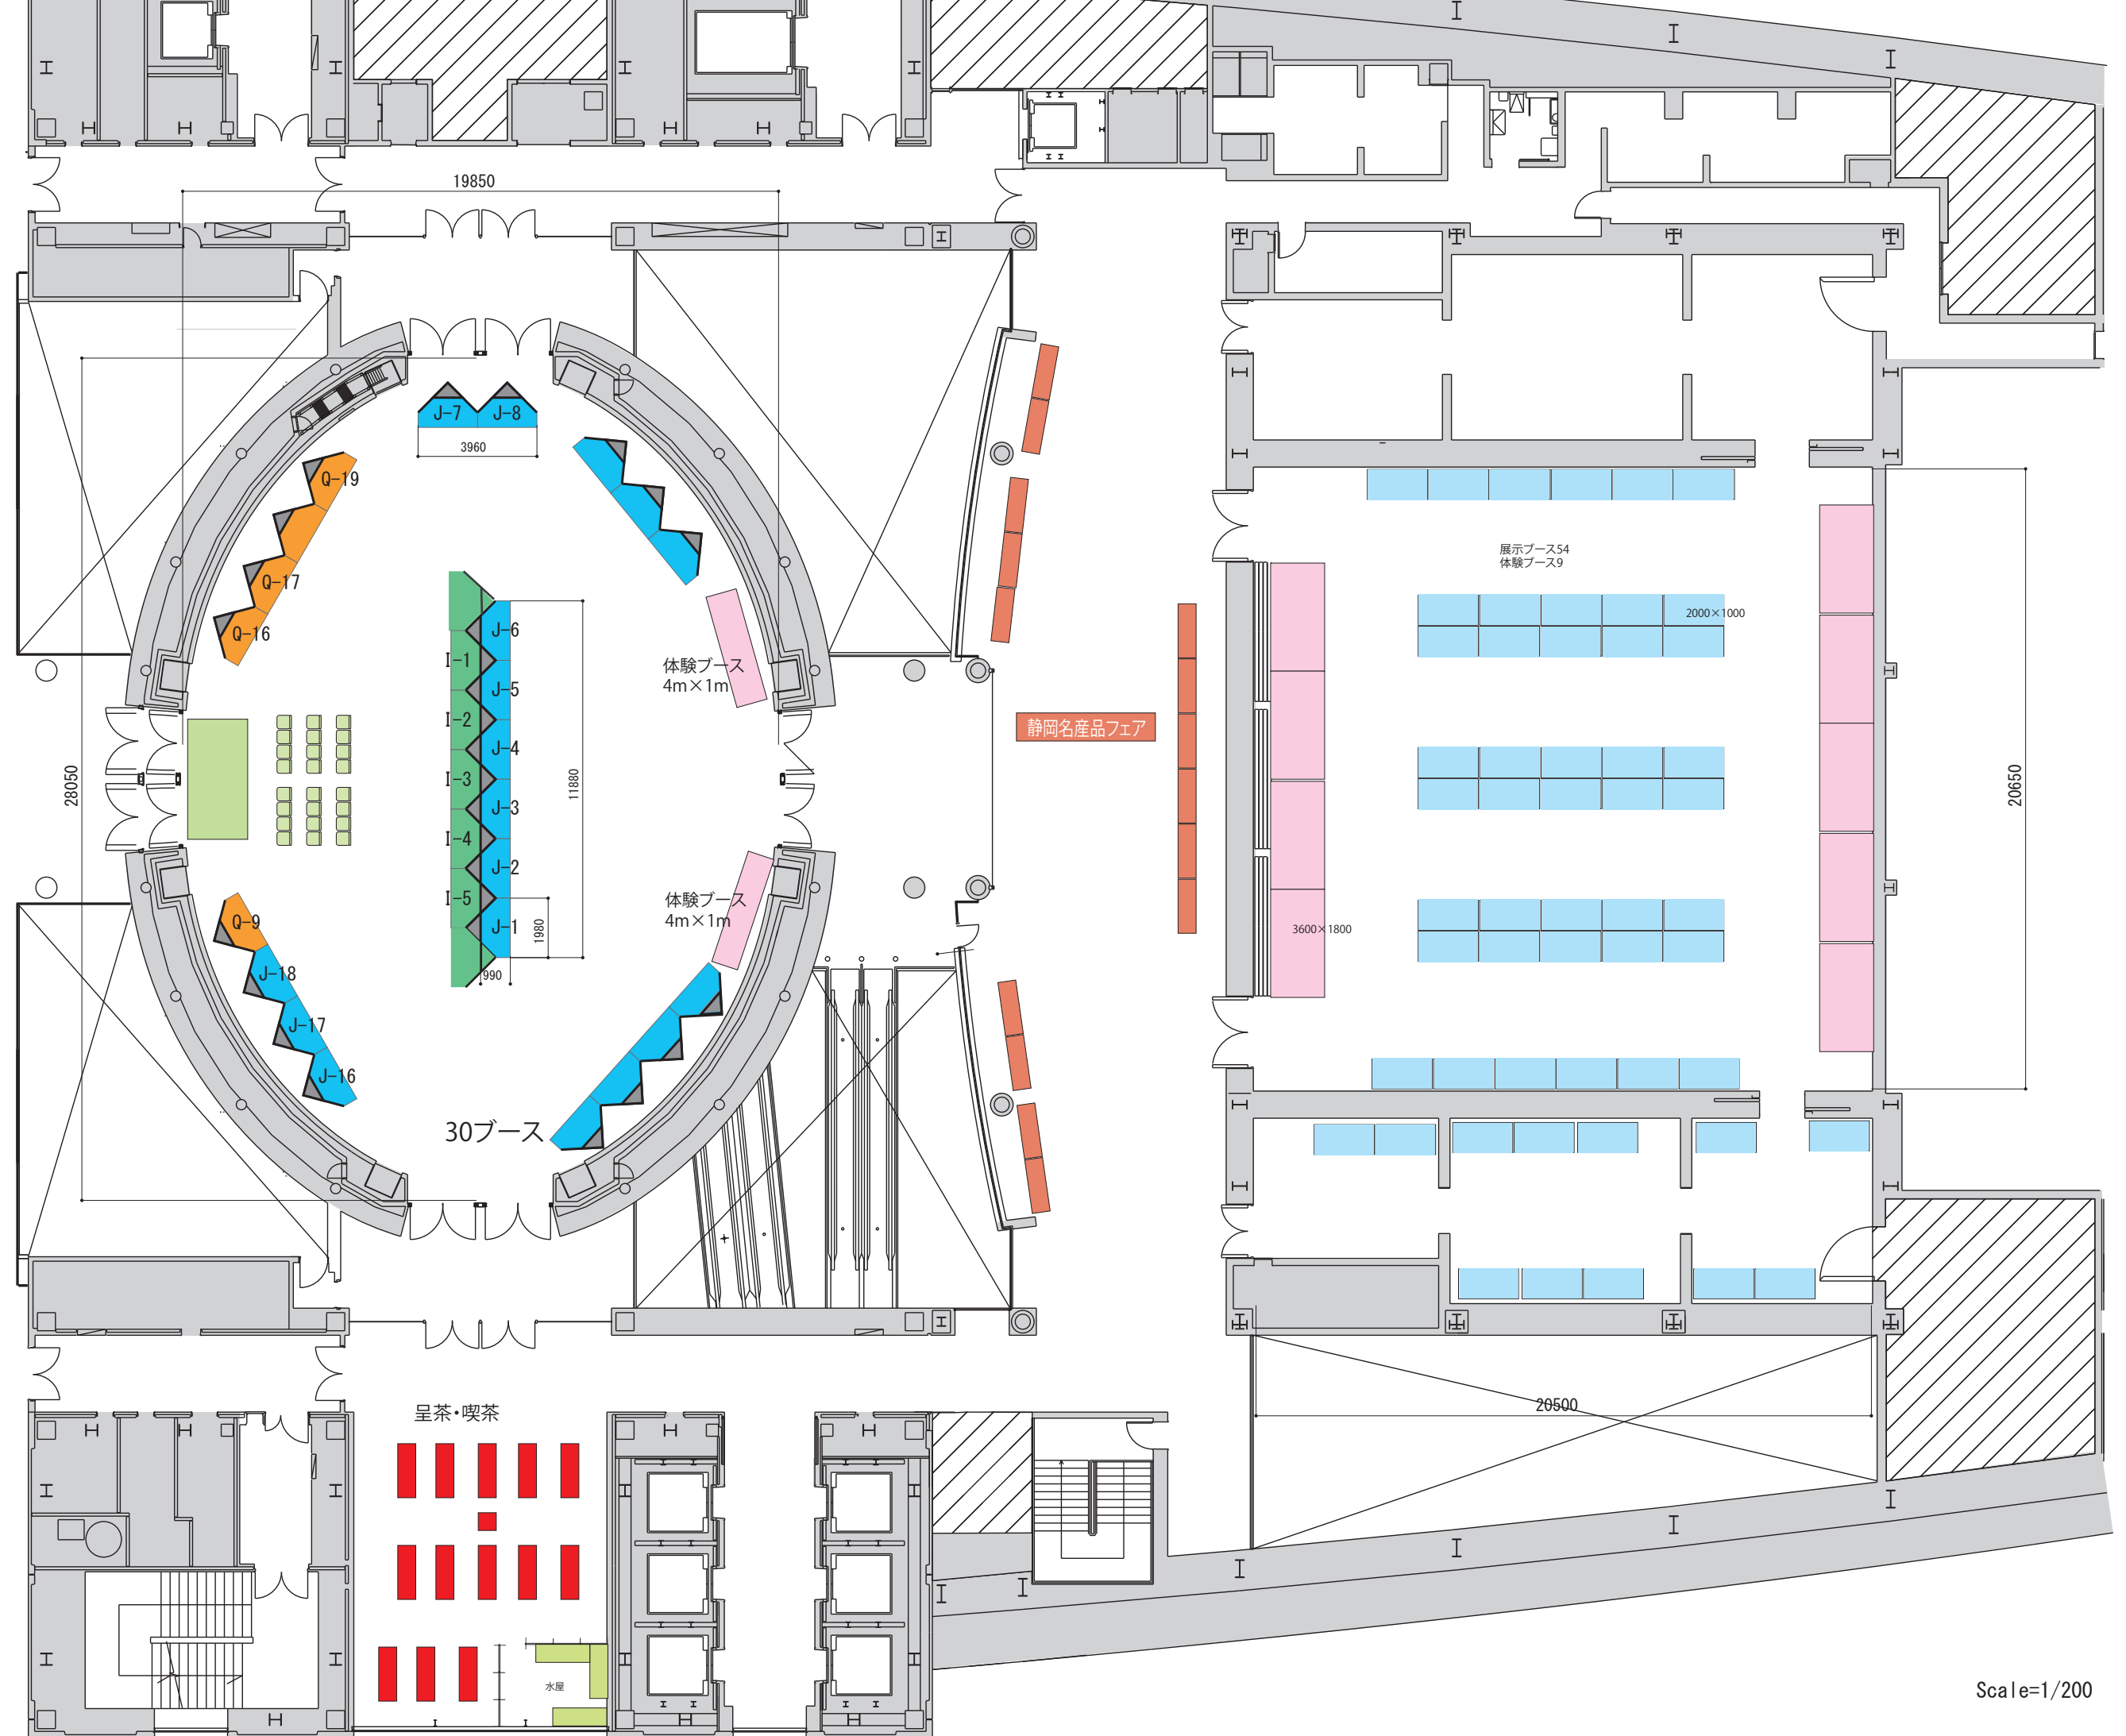 19850
J-7
J-8
3960
Q-19
Q-17
Q-16
展示ブース54
体験ブース9
2000×1000
J-6
I-1
体験ブース
4m×1m
J-5
I-2
J-4
静岡名産品フェア
28050
I-3
11880
20650
J-3
I-4
J-2
I-5
体験ブース
4m×1m
Q-9
J-1
1980
3600×1800
J-18
990
J-17
J-16
30ブース
呈茶・喫茶
20500
水屋
Scale=1/200